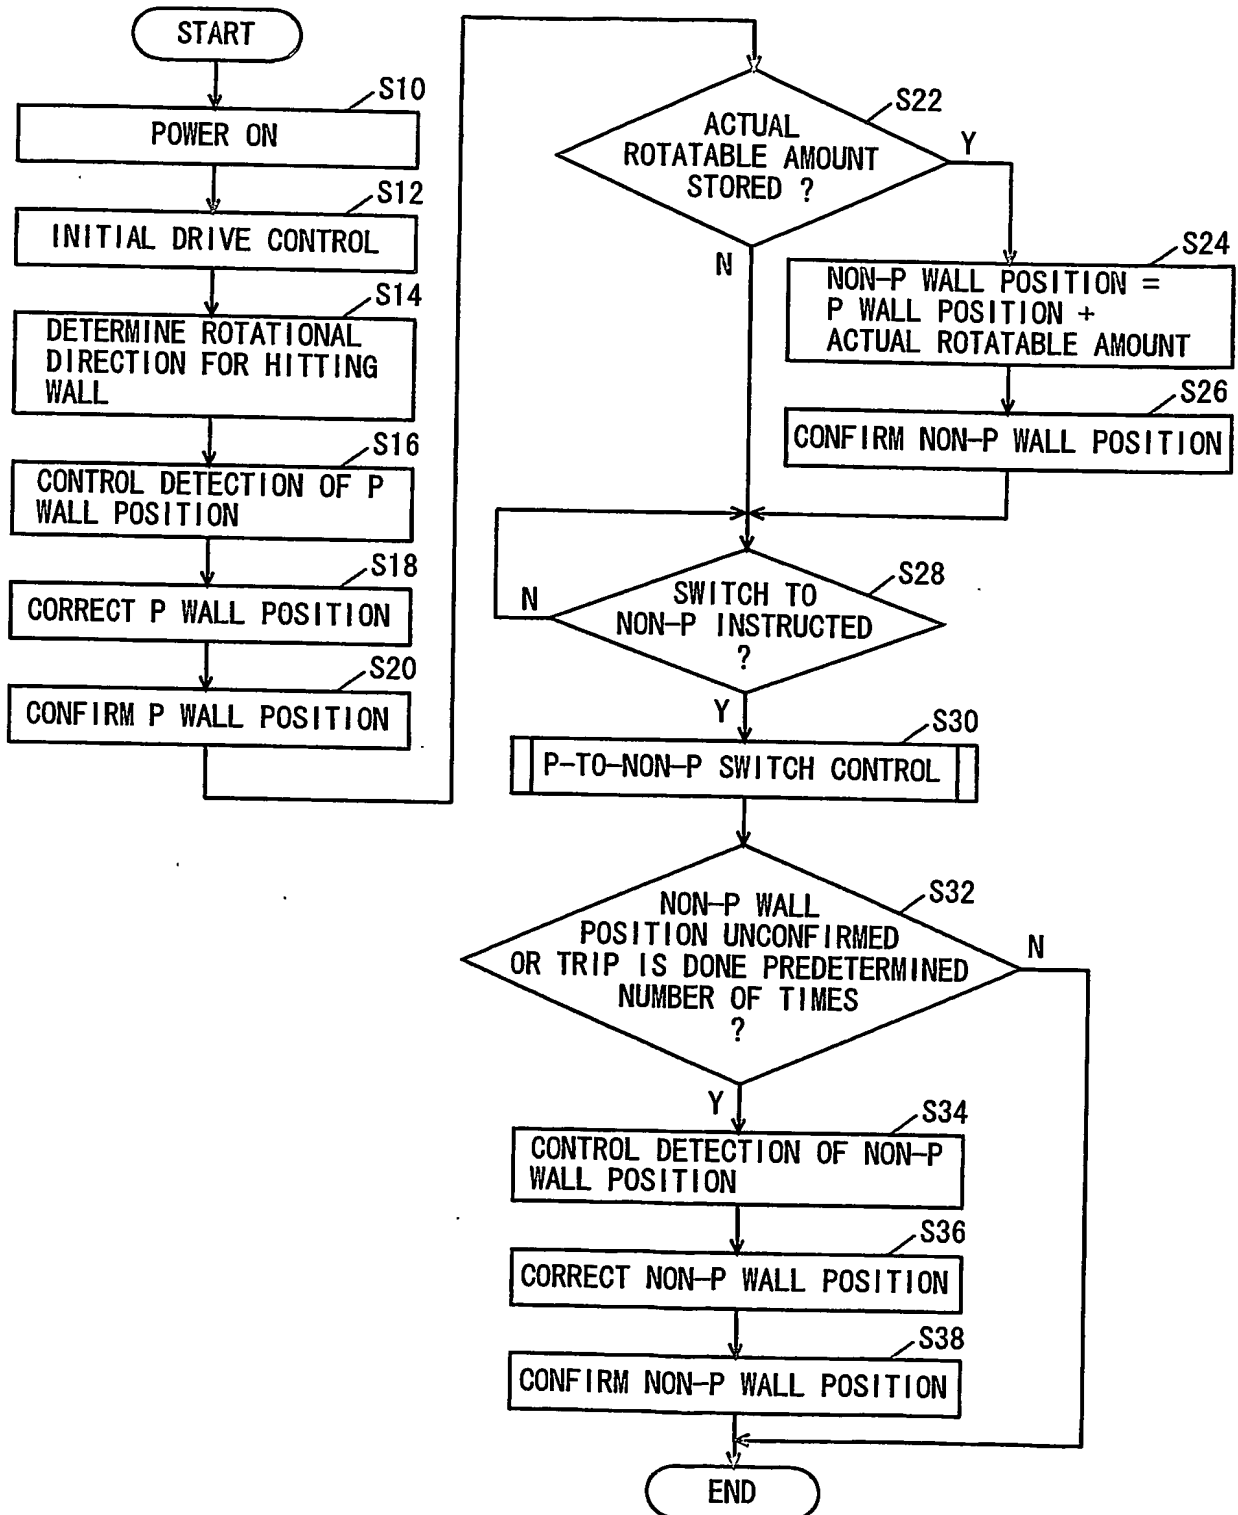 START
S10
POWER ON
S12
INITIAL DRIVE CONTROL
S14
DETERMINE ROTATIONAL
DIRECTION FOR HITTING
WALL
S16
CONTROL DETECTION OF P
WALL POSITION
S18
CORRECT P WALL POSITION
S20
CONFIRM P WALL POSITION
S22
ACTUAL
ROTATABLE AMOUNT
STORED ?
Y
N
S24
NON-P WALL POSITION =
P WALL POSITION +
ACTUAL ROTATABLE AMOUNT
S26
CONFIRM NON-P WALL POSITION
S28
SWITCH TO
NON-P INSTRUCTED
?
N
Y
S30
P-TO-NON-P SWITCH CONTROL
S32
NON-P WALL
POSITION UNCONFIRMED
OR TRIP IS DONE PREDETERMINED
NUMBER OF TIMES
?
N
Y
S34
CONTROL DETECTION OF NON-P
WALL POSITION
S36
CORRECT NON-P WALL POSITION
S38
CONFIRM NON-P WALL POSITION
END